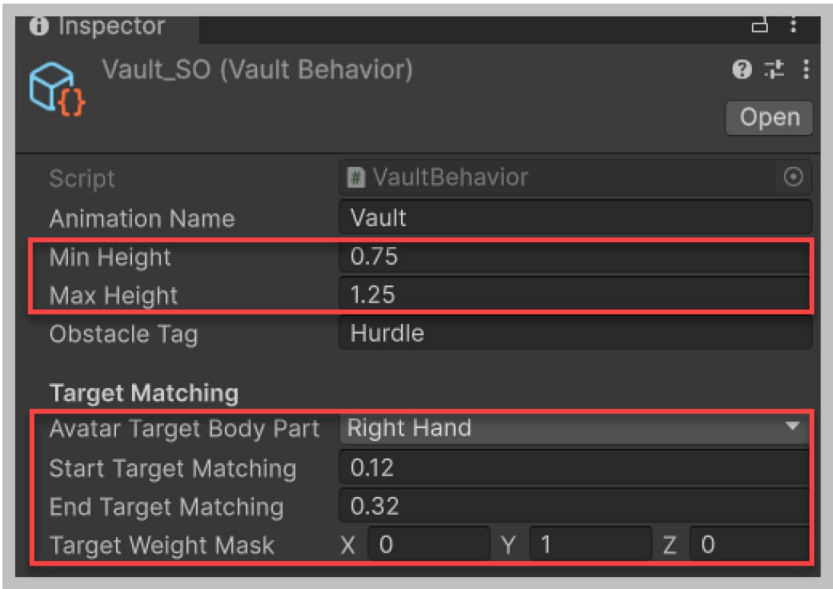 Inspector
Vault_SO (Vault Behavior)
Open
Script # VaultBehavior
Animation Name Vault
Min Height 0.75
Max Height 1.25
Obstacle Tag Hurdle
Target Matching
Avatar Target Body Part Right Hand
Start Target Matching 0.12
End Target Matching 0.32
Target Weight Mask X 0 Y 1 Z 0